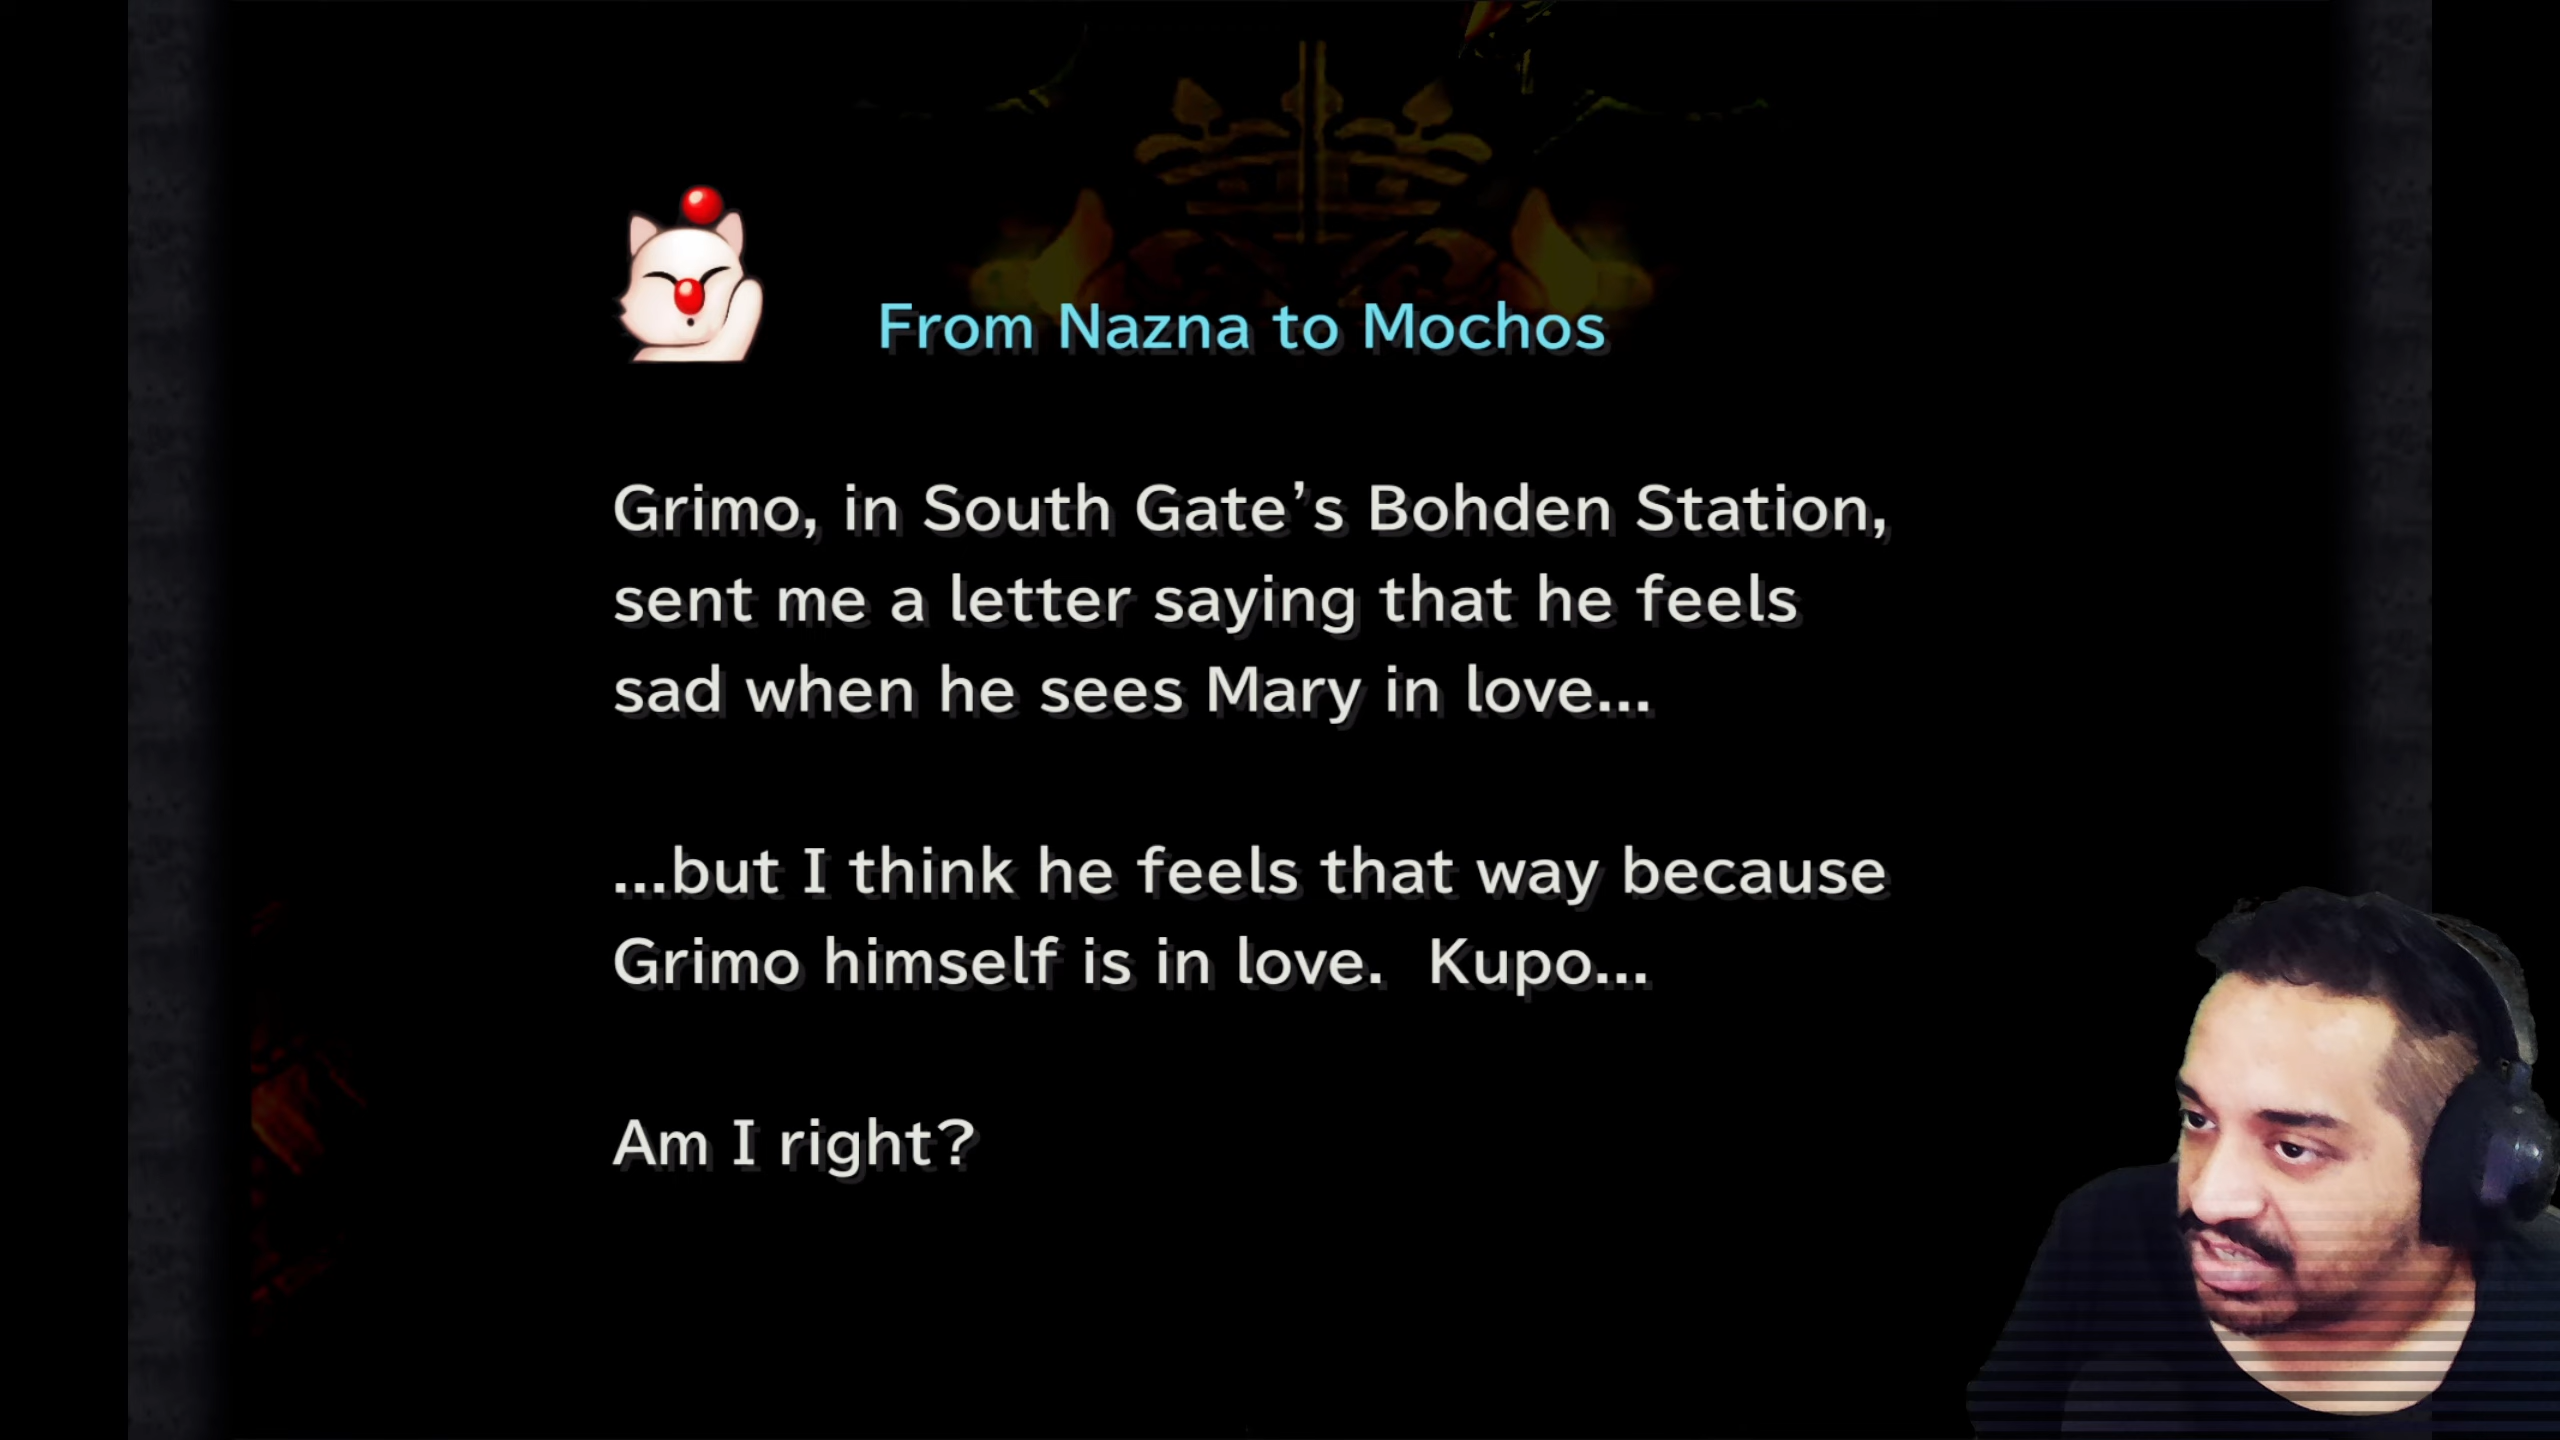 From Nazna to Mochos
Grimo, in South Gate’s Bohden Station,
sent me a letter saying that he feels
sad when he sees Mary in love...
...but I think he feels that way because
Grimo himself is in love.  Kupo...
Am I right?